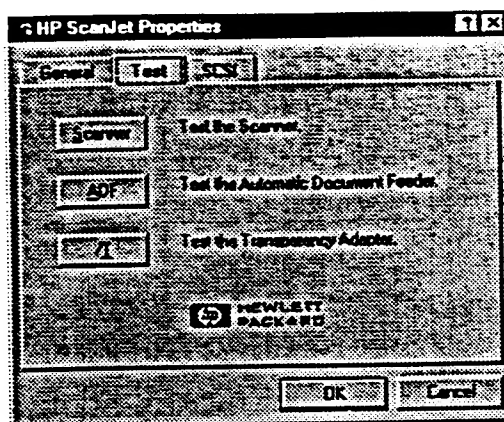 HP ScanJet Properties
General Test SCSI
Scanner Test the Scanner.
ADF Test the Automatic Document Feeder.
Test the Transparency Adapter.
hp HEWLETT
PACKARD
OK Cancel